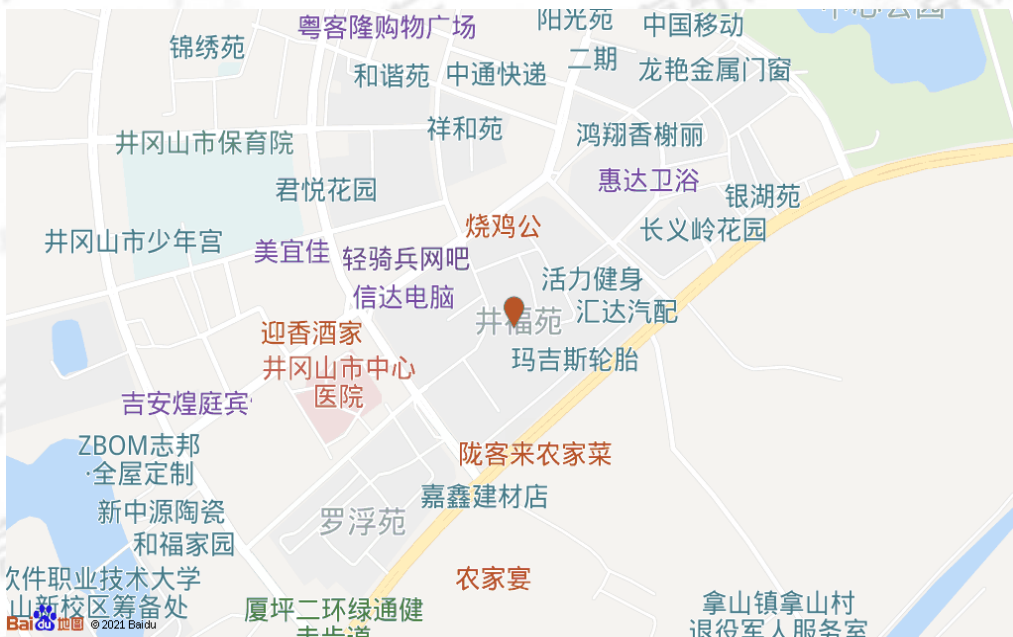 粤客隆购物广场
阳光苑
二期
中国移动
中心公园
锦绣苑
和谐苑
中通快递
龙艳金属门窗
井冈山市保育院
祥和苑
鸿翔香榭丽
君悦花园
惠达卫浴
银湖苑
井冈山市少年宫
烧鸡公
长义岭花园
美宜佳
轻骑兵网吧
活力健身
信达电脑
井福苑
汇达汽配
迎香酒家
井冈山市中心
医院
玛吉斯轮胎
吉安煌庭宾
ZBOM志邦
·全屋定制
陇客来农家菜
嘉鑫建材店
新中源陶瓷
罗浮苑
和福家园
软件职业技术大学
山新校区筹备处
农家宴
厦坪二环绿通健
走步道
拿山镇拿山村
退役军人服务室
Bai du 地图 © 2021 Baidu